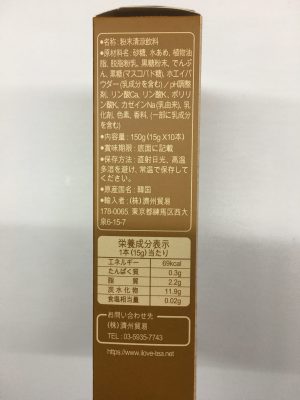 ●名称: 粉末清涼飲料
●原材料名: 砂糖、水あめ、植物油
脂、脱脂粉乳、黒糖粉末、でんぷ
ん、黒糖(マスコバド糖)、ホエイパ
ウダー(乳成分を含む) / pH調整
剤、リン酸Ca、リン酸K、ポリリ
ン酸K、カゼインNa(乳由来)、乳
化剤、色素、香料、(一部に乳成
分を含む)
●内容量: 150g(15g X10本)
●賞味期限: 底面に記載
●保存方法: 直射日光、高温
多湿を避け、常温で保存して
ください。
●原産国名: 韓国
●輸入者: (株)済州貿易
178-0065, 東京都練馬区西大
泉6-15-7
栄養成分表示
1本(15g)当たり
エネルギー 69kcal
たんぱく質 0.3g
脂質 2.2g
炭水化物 11.9g
食塩相当量 0.02g
お問い合わせ先
(株)済州貿易
TEL : 03-5935-7743
https://www.ilove-tea.net